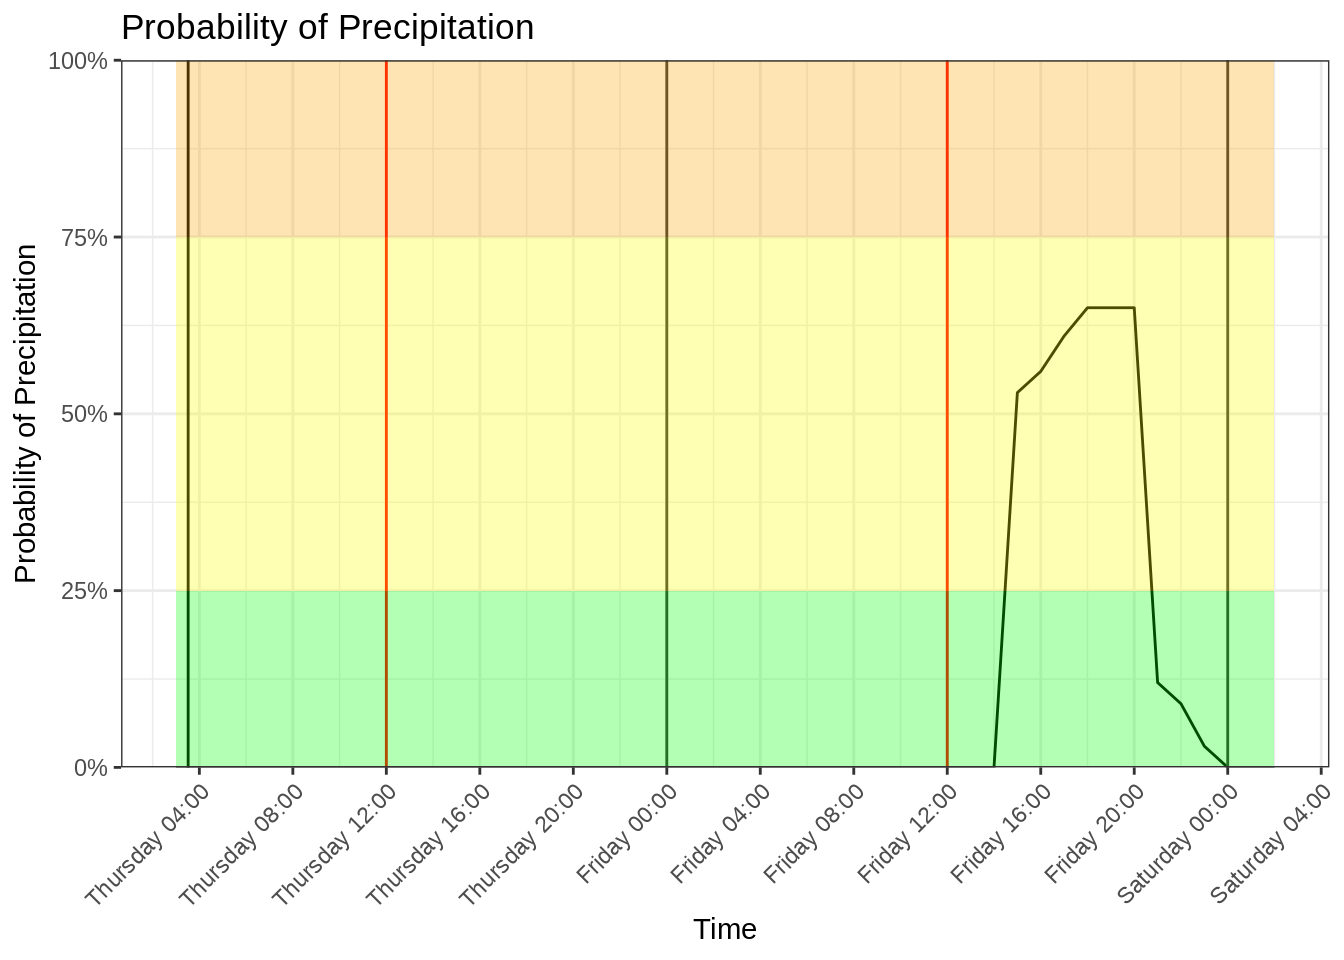 Probability of Precipitation
Probability of Precipitation
100%
75%
50%
25%
0%
Thursday 04:00
Thursday 08:00
Thursday 12:00
Thursday 16:00
Thursday 20:00
Friday 00:00
Friday 04:00
Friday 08:00
Friday 12:00
Friday 16:00
Friday 20:00
Saturday 00:00
Saturday 04:00
Time